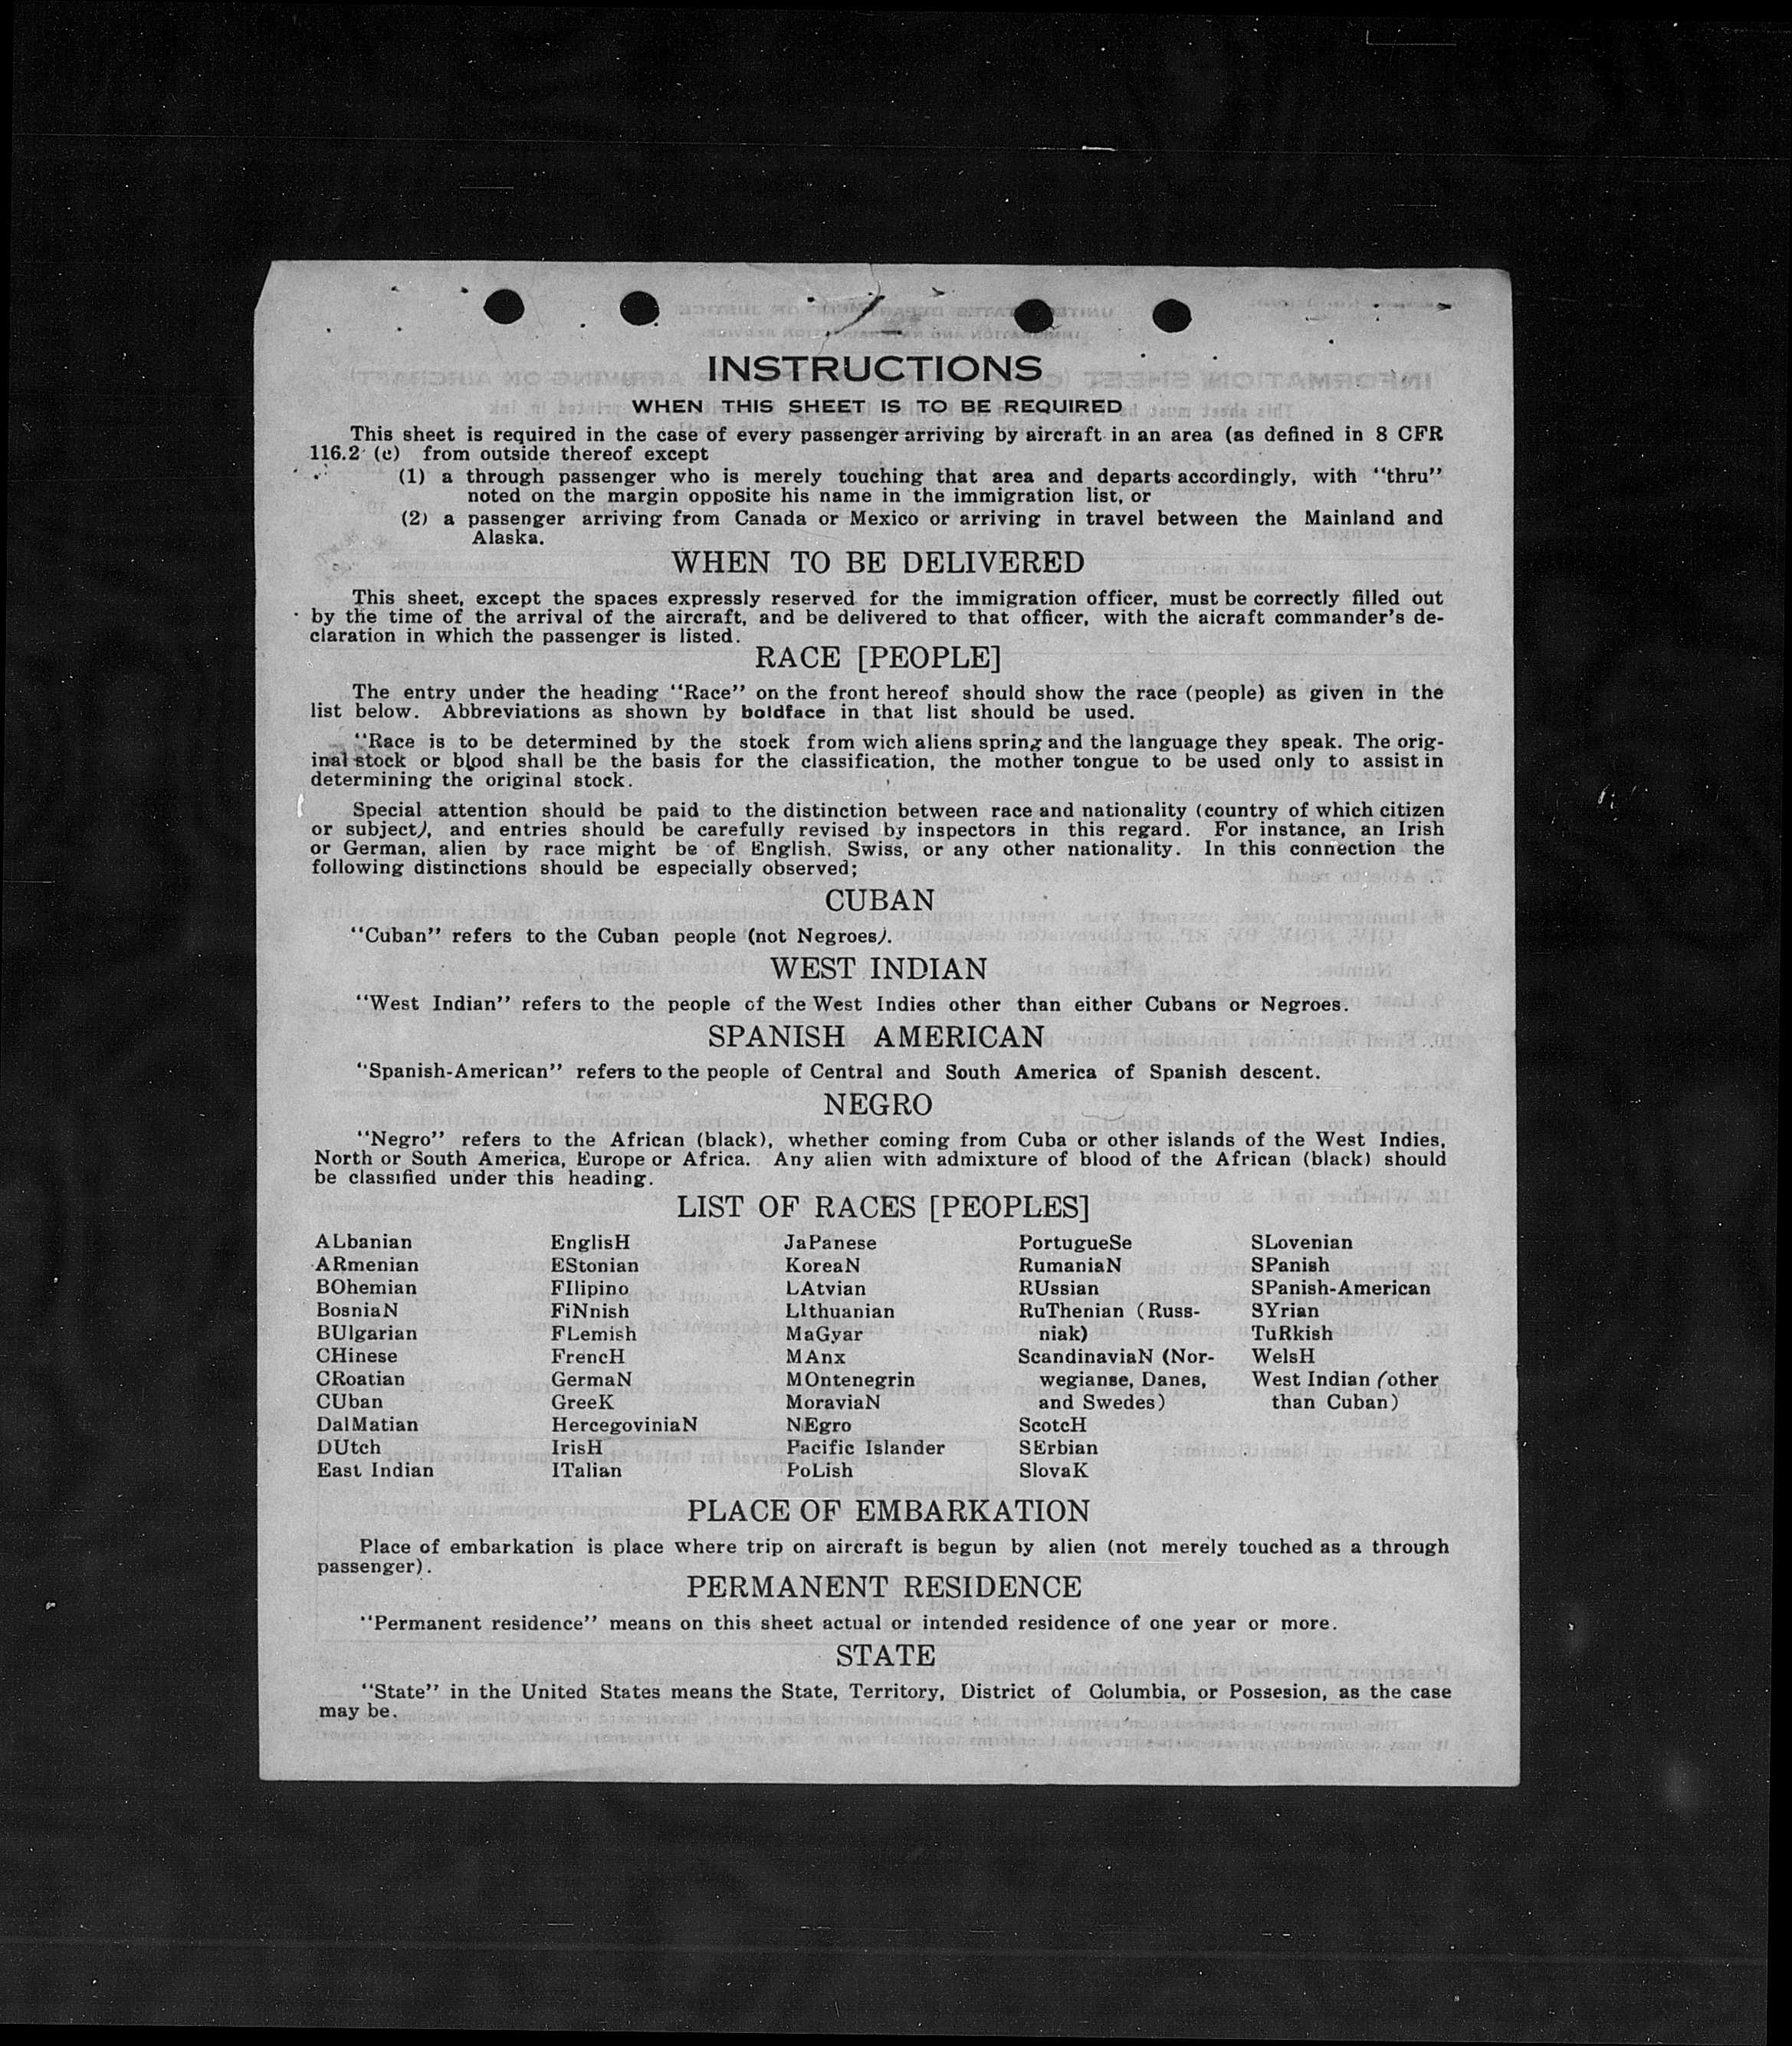 INSTRUCTIONS
WHEN THIS SHEET IS TO BE REQUIRED
This sheet is required in the case of every passenger arriving by aircraft in an area (as defined in 8 CFR
116.2 (c) from outside thereof except
(1) a through passenger who is merely touching that area and departs accordingly, with "thru"
noted on the margin opposite his name in the immigration list, or
(2) a passenger arriving from Canada or Mexico or arriving in travel between the Mainland and
Alaska.
WHEN TO BE DELIVERED
This sheet, except the spaces expressly reserved for the immigration officer, must be correctly filled out
by the time of the arrival of the aircraft, and be delivered to that officer, with the aicraft commander's de-
claration in which the passenger is listed.
RACE [PEOPLE]
The entry under the heading "Race" on the front hereof should show the race (people) as given in the
list below. Abbreviations as shown by boldface in that list should be used.
"Race is to be determined by the stock from wich aliens spring and the language they speak. The orig-
inal stock or blood shall be the basis for the classification, the mother tongue to be used only to assist in
determining the original stock.
Special attention should be paid to the distinction between race and nationality (country of which citizen
or subject), and entries should be carefully revised by inspectors in this regard. For instance, an Irish
or German, alien by race might be of English, Swiss, or any other nationality. In this connection the
following distinctions should be especially observed;
CUBAN
"Cuban" refers to the Cuban people (not Negroes).
WEST INDIAN
"West Indian" refers to the people of the West Indies other than either Cubans or Negroes.
SPANISH AMERICAN
"Spanish-American" refers to the people of Central and South America of Spanish descent.
NEGRO
"Negro" refers to the African (black), whether coming from Cuba or other islands of the West Indies,
North or South America, Europe or Africa. Any alien with admixture of blood of the African (black) should
be classified under this heading.
LIST OF RACES [PEOPLES]
ALbanian
ARmenian
BOhemian
BosniaN
BUlgarian
CHinese
CRoatian
CUban
DalMatian
DUtch
East Indian
EnglisH
EStonian
FIlipino
FiNnish
FLemish
FrencH
GermaN
GreeK
HercegoviniaN
IrisH
ITalian
JaPanese
KoreaN
LAtvian
LIthuanian
MaGyar
MAnx
MOntenegrin
MoraviaN
NEgro
Pacific Islander
PoLish
PortugueSe
RumaniaN
RUssian
RuThenian (Russ-
niak)
ScandinaviaN (Nor-
wegianse, Danes,
and Swedes)
ScotcH
SErbian
SlovaK
SLovenian
SPanish
SPanish-American
SYrian
TuRkish
WelsH
West Indian (other
than Cuban)
PLACE OF EMBARKATION
Place of embarkation is place where trip on aircraft is begun by alien (not merely touched as a through
passenger).
PERMANENT RESIDENCE
"Permanent residence" means on this sheet actual or intended residence of one year or more.
STATE
"State" in the United States means the State, Territory, District of Columbia, or Possesion, as the case
may be.